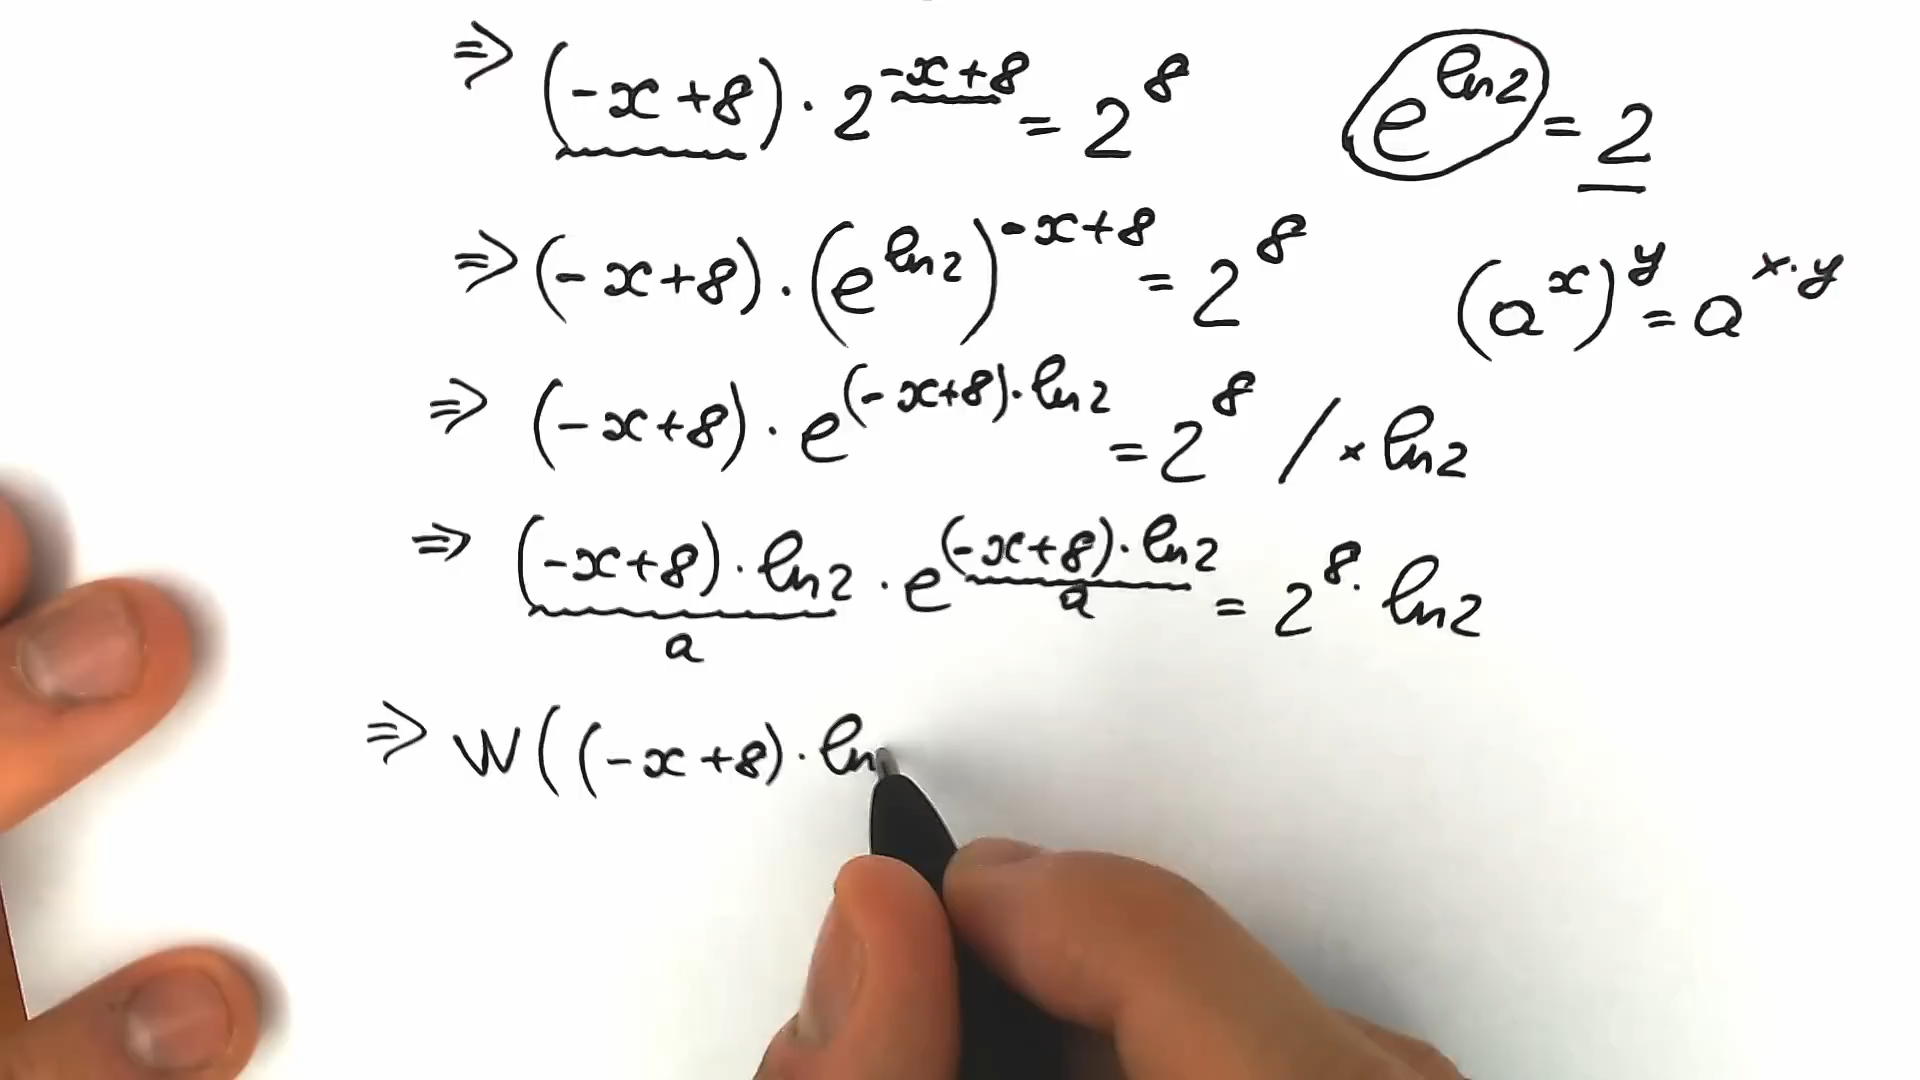 ⇒ (-x+8) · 2^{-x+8} = 2^8
e^{ln2} = 2
⇒ (-x+8) · (e^{ln2})^{-x+8} = 2^8
(a^x)^y = a^{x·y}
⇒ (-x+8) · e^{(-x+8)·ln2} = 2^8 / × ln2
⇒ (-x+8) · ln2 · e^{(-x+8)·ln2} = 2^8 · ln2
a a
⇒ W((-x+8) · ln